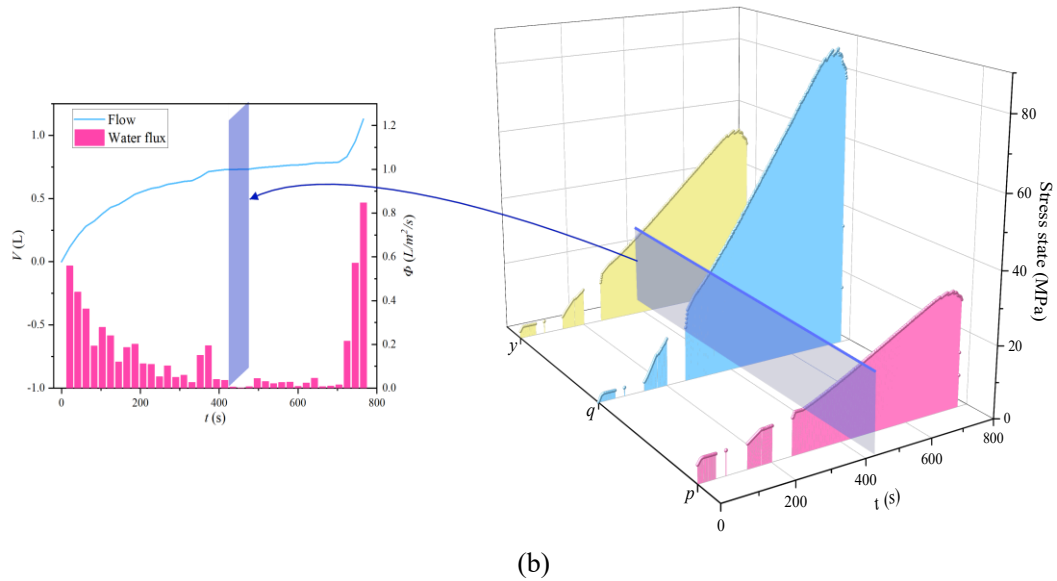 Flow
Water flux
1.0
0.5
0.0
-0.5
-1.0
V (L)
1.2
1.0
0.8
0.6
0.4
0.2
0.0
Φ (L/m²/s)
0 200 400 600 800
t (s)
80
60
40
20
0
Stress state (MPa)
y
q
p
0 200 400 600 800
t (s)
(b)